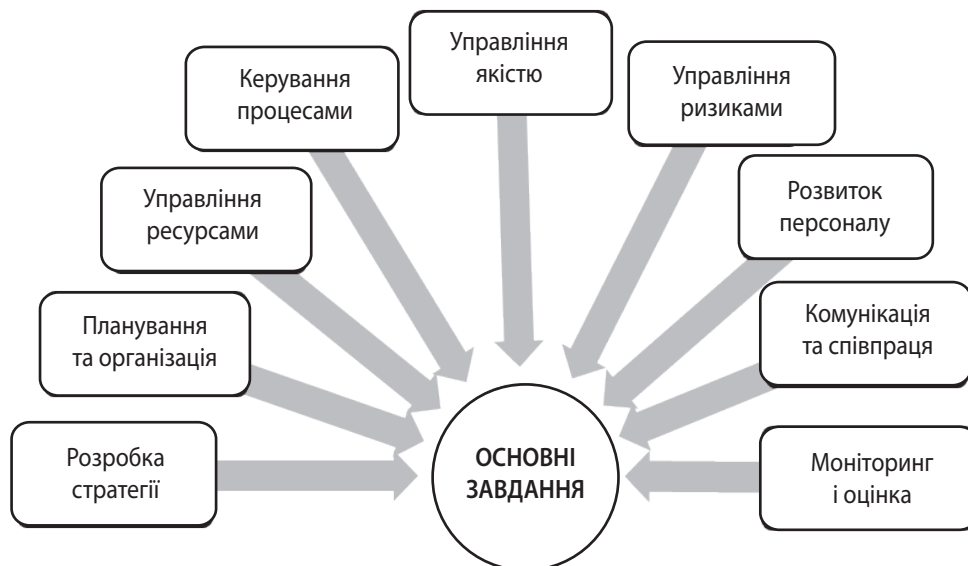 Управління
якістю
Керування
процесами
Управління
ризиками
Управління
ресурсами
Розвиток
персоналу
Планування
та організація
Комунікація
та співпраця
Розробка
стратегії
ОСНОВНІ
ЗАВДАННЯ
Моніторинг
і оцінка